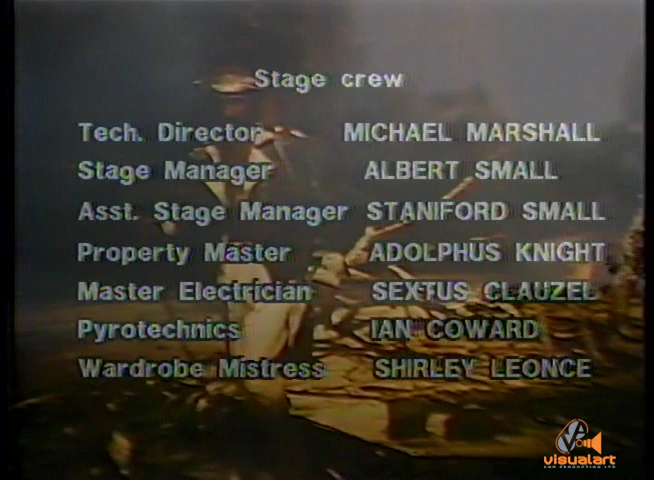 Stage crew
Tech. Director MICHAEL MARSHALL
Stage Manager ALBERT SMALL
Asst. Stage Manager STANIFORD SMALL
Property Master ADOLPHUS KNIGHT
Master Electrician SEXTUS CLAUZEL
Pyrotechnics IAN COWARD
Wardrobe Mistress SHIRLEY LEONCE
visualart